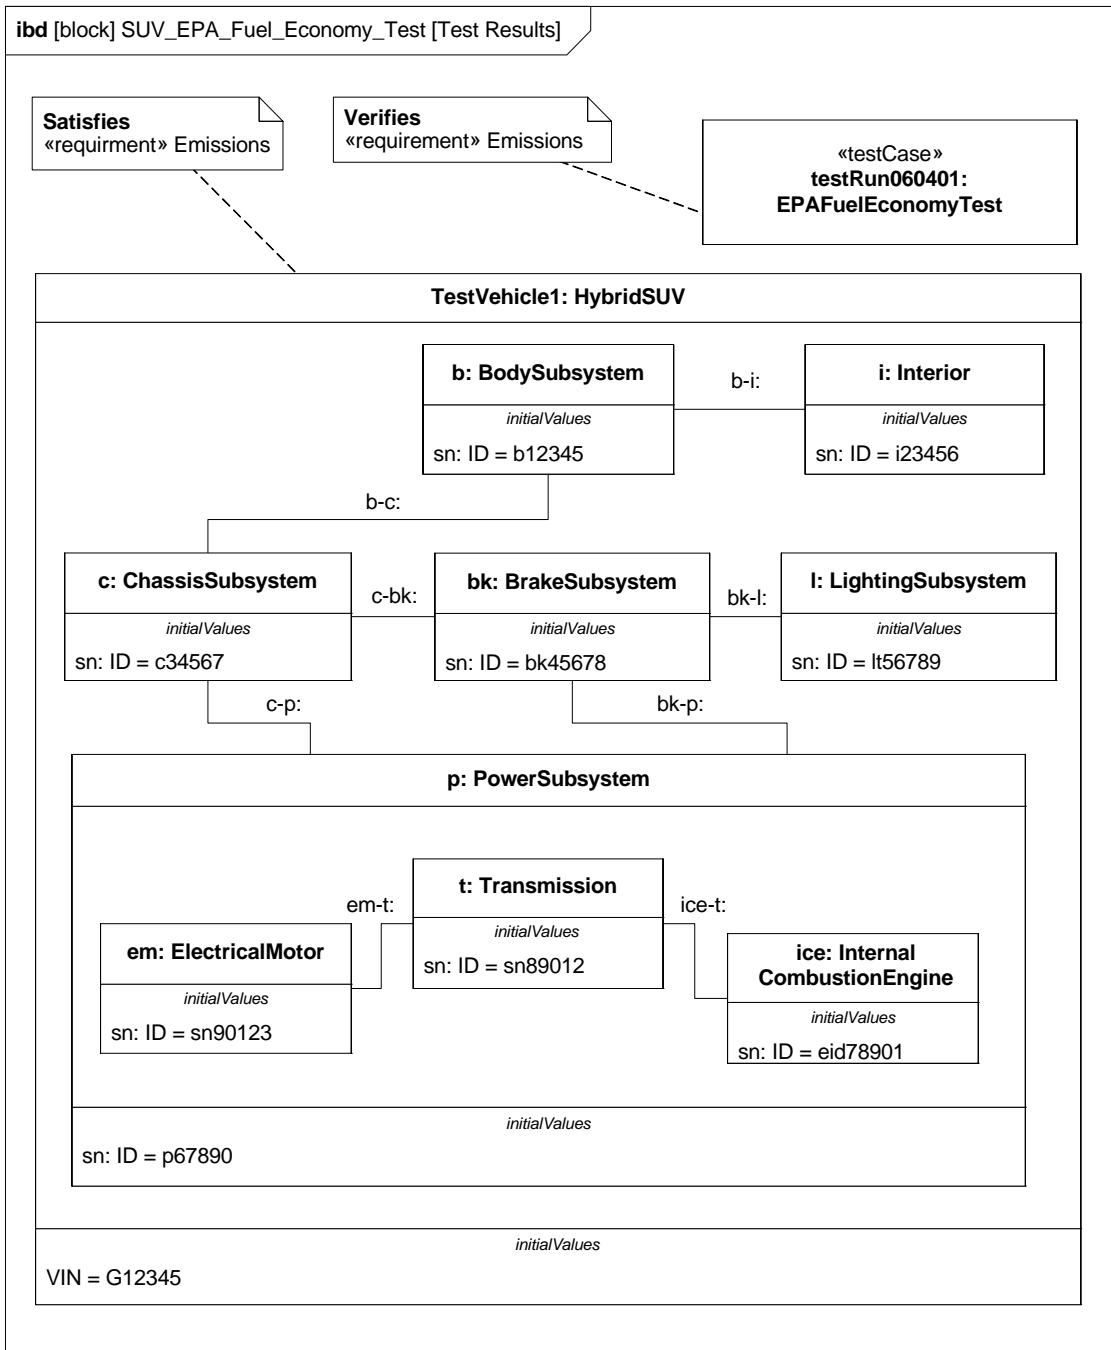 ibd [block] SUV_EPA_Fuel_Economy_Test [Test Results]
Satisfies
«requirment» Emissions
Verifies
«requirement» Emissions
«testCase»
testRun060401:
EPAFuelEconomyTest
TestVehicle1: HybridSUV
b: BodySubsystem
initialValues
sn: ID = b12345
b-i:
i: Interior
initialValues
sn: ID = i23456
b-c:
c: ChassisSubsystem
initialValues
sn: ID = c34567
c-bk:
bk: BrakeSubsystem
initialValues
sn: ID = bk45678
bk-l:
l: LightingSubsystem
initialValues
sn: ID = lt56789
c-p:
bk-p:
p: PowerSubsystem
em-t:
t: Transmission
initialValues
sn: ID = sn89012
ice-t:
em: ElectricalMotor
initialValues
sn: ID = sn90123
ice: Internal
CombustionEngine
initialValues
sn: ID = eid78901
initialValues
sn: ID = p67890
initialValues
VIN = G12345